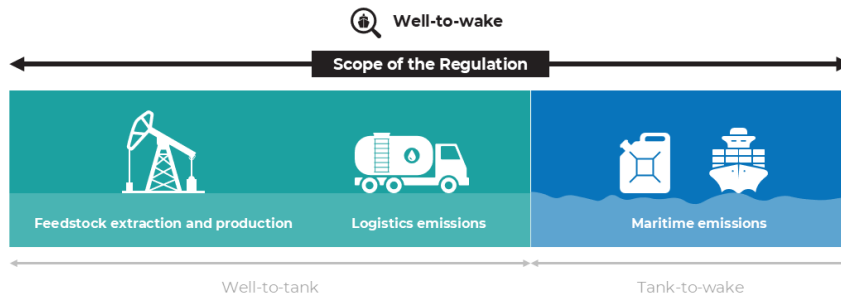 Well-to-wake
Scope of the Regulation
Feedstock extraction and production
Logistics emissions
Maritime emissions
Well-to-tank
Tank-to-wake